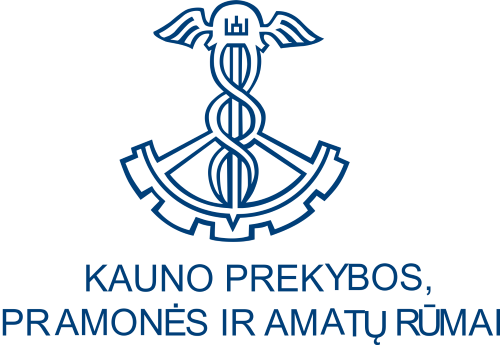 KAUNO PREKYBOS,
PRAMONĖS IR AMATŲ RŪMAI